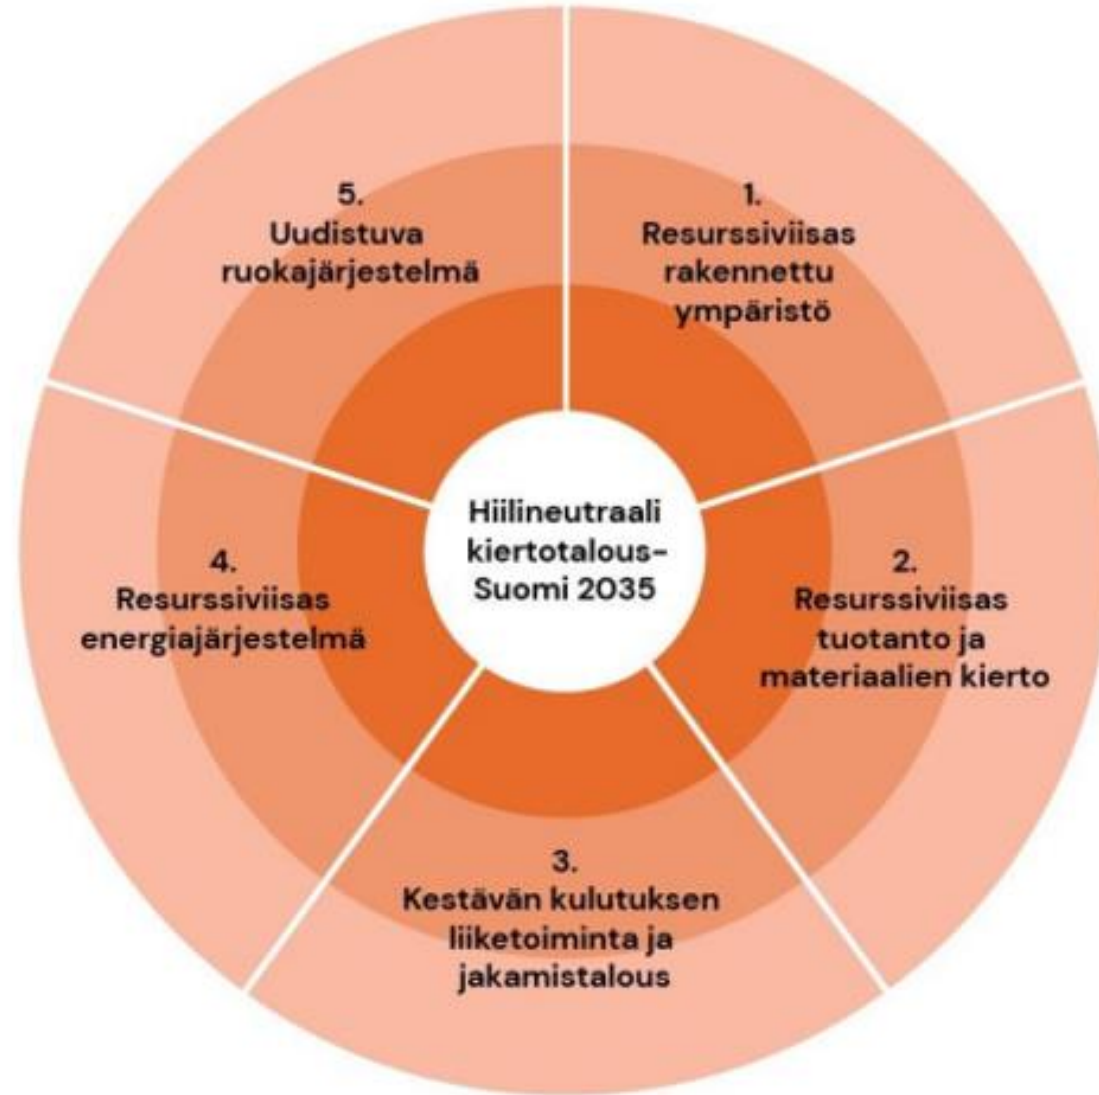 Hiilineutraali
kiertotalous-
Suomi 2035
1.
Resurssiviisas
rakennettu
ympäristö
2.
Resurssiviisas
tuotanto ja
materiaalien kierto
3.
Kestävän kulutuksen
liiketoiminta ja
jakamistalous
4.
Resurssiviisas
energiajärjestelmä
5.
Uudistuva
ruokajärjestelmä